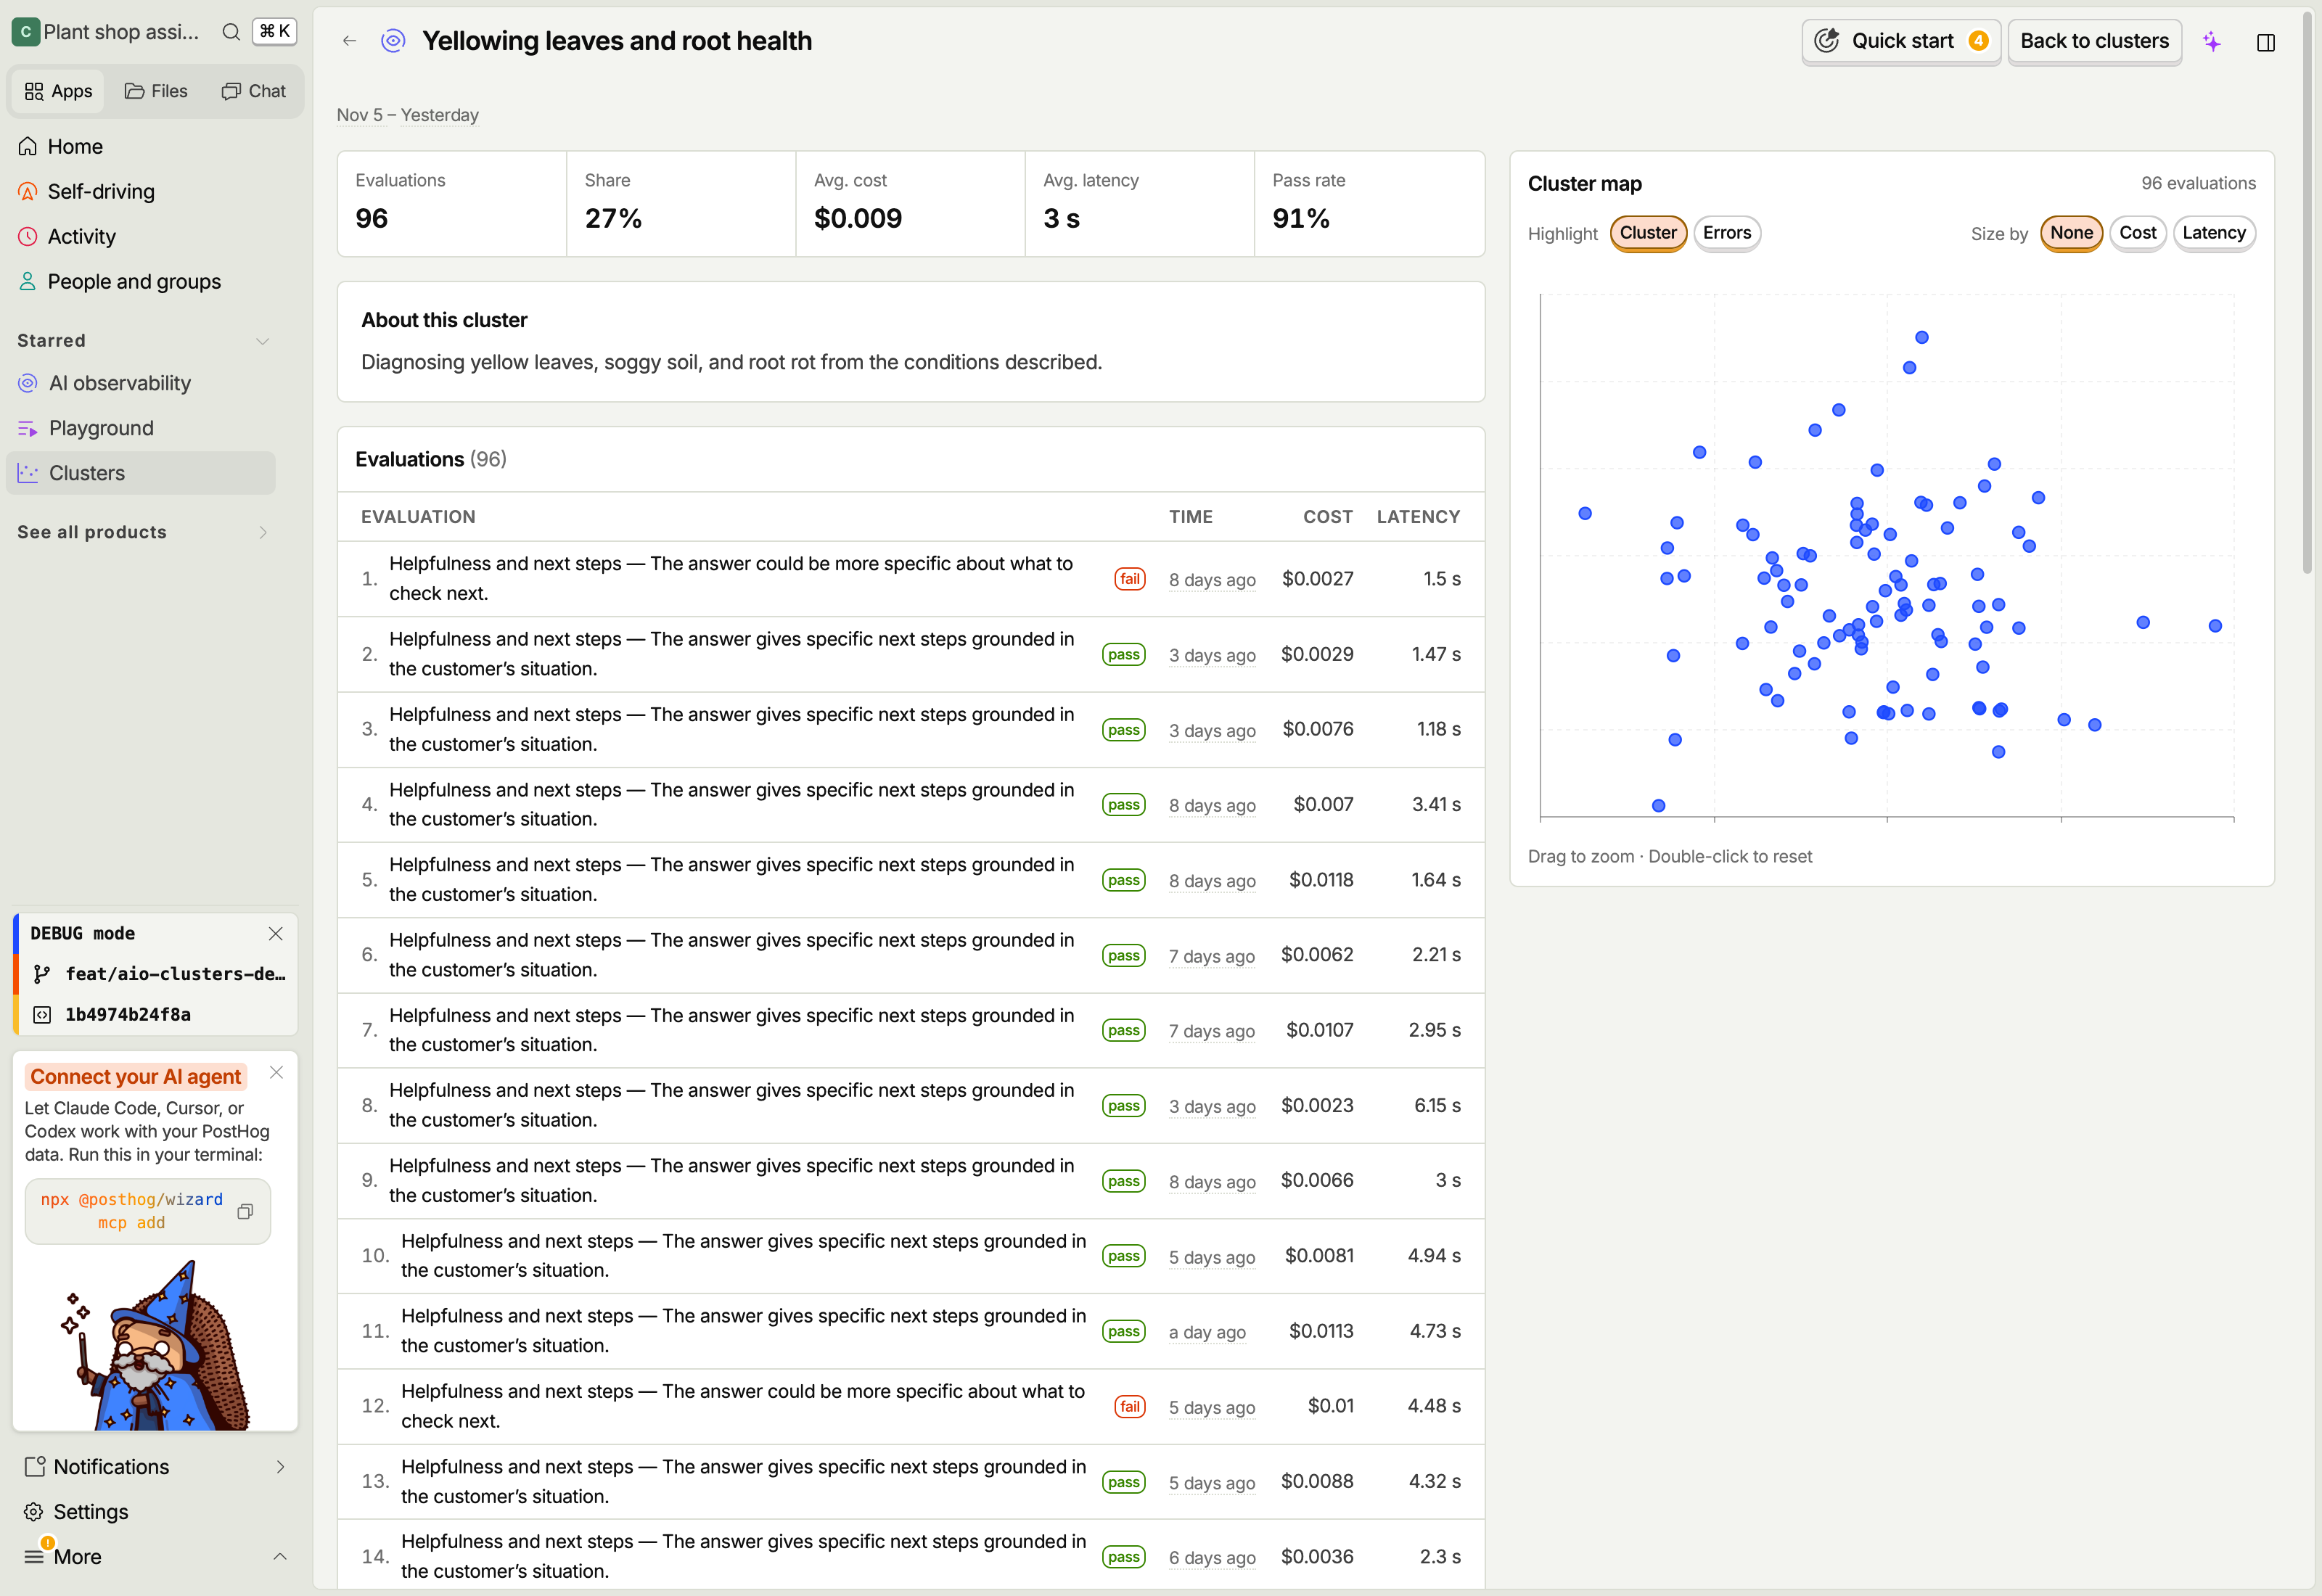 C Plant shop assi... ⌘ K
Apps Files Chat
Home
Self-driving
Activity
People and groups
Starred
AI observability
Playground
Clusters
See all products
DEBUG mode
feat/aio-clusters-de…
1b4974b24f8a
Connect your AI agent
Let Claude Code, Cursor, or
Codex work with your PostHog
data. Run this in your terminal:
npx @posthog/wizard
mcp add
Notifications
Settings
! More
Yellowing leaves and root health
Quick start 4
Back to clusters
Nov 5 – Yesterday
Evaluations
96
Share
27%
Avg. cost
$0.009
Avg. latency
3 s
Pass rate
91%
About this cluster
Diagnosing yellow leaves, soggy soil, and root rot from the conditions described.
Evaluations (96)
EVALUATION TIME COST LATENCY
1. Helpfulness and next steps — The answer could be more specific about what to
check next.
fail 8 days ago $0.0027 1.5 s
2. Helpfulness and next steps — The answer gives specific next steps grounded in
the customer’s situation.
pass 3 days ago $0.0029 1.47 s
3. Helpfulness and next steps — The answer gives specific next steps grounded in
the customer’s situation.
pass 3 days ago $0.0076 1.18 s
4. Helpfulness and next steps — The answer gives specific next steps grounded in
the customer’s situation.
pass 8 days ago $0.007 3.41 s
5. Helpfulness and next steps — The answer gives specific next steps grounded in
the customer’s situation.
pass 8 days ago $0.0118 1.64 s
6. Helpfulness and next steps — The answer gives specific next steps grounded in
the customer’s situation.
pass 7 days ago $0.0062 2.21 s
7. Helpfulness and next steps — The answer gives specific next steps grounded in
the customer’s situation.
pass 7 days ago $0.0107 2.95 s
8. Helpfulness and next steps — The answer gives specific next steps grounded in
the customer’s situation.
pass 3 days ago $0.0023 6.15 s
9. Helpfulness and next steps — The answer gives specific next steps grounded in
the customer’s situation.
pass 8 days ago $0.0066 3 s
10. Helpfulness and next steps — The answer gives specific next steps grounded in
the customer’s situation.
pass 5 days ago $0.0081 4.94 s
11. Helpfulness and next steps — The answer gives specific next steps grounded in
the customer’s situation.
pass a day ago $0.0113 4.73 s
12. Helpfulness and next steps — The answer could be more specific about what to
check next.
fail 5 days ago $0.01 4.48 s
13. Helpfulness and next steps — The answer gives specific next steps grounded in
the customer’s situation.
pass 5 days ago $0.0088 4.32 s
14. Helpfulness and next steps — The answer gives specific next steps grounded in
the customer’s situation.
pass 6 days ago $0.0036 2.3 s
Cluster map
96 evaluations
Highlight Cluster Errors
Size by None Cost Latency
Drag to zoom · Double-click to reset